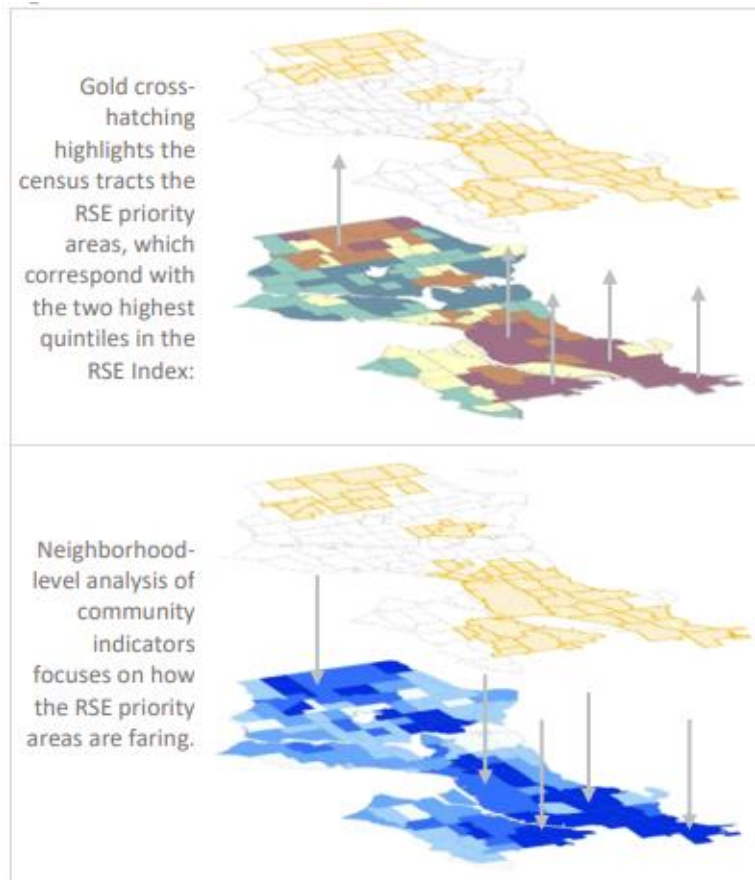 Gold cross-
hatching
highlights the
census tracts the
RSE priority
areas, which
correspond with
the two highest
quintiles in the
RSE Index:
Neighborhood-
level analysis of
community
indicators
focuses on how
the RSE priority
areas are faring.